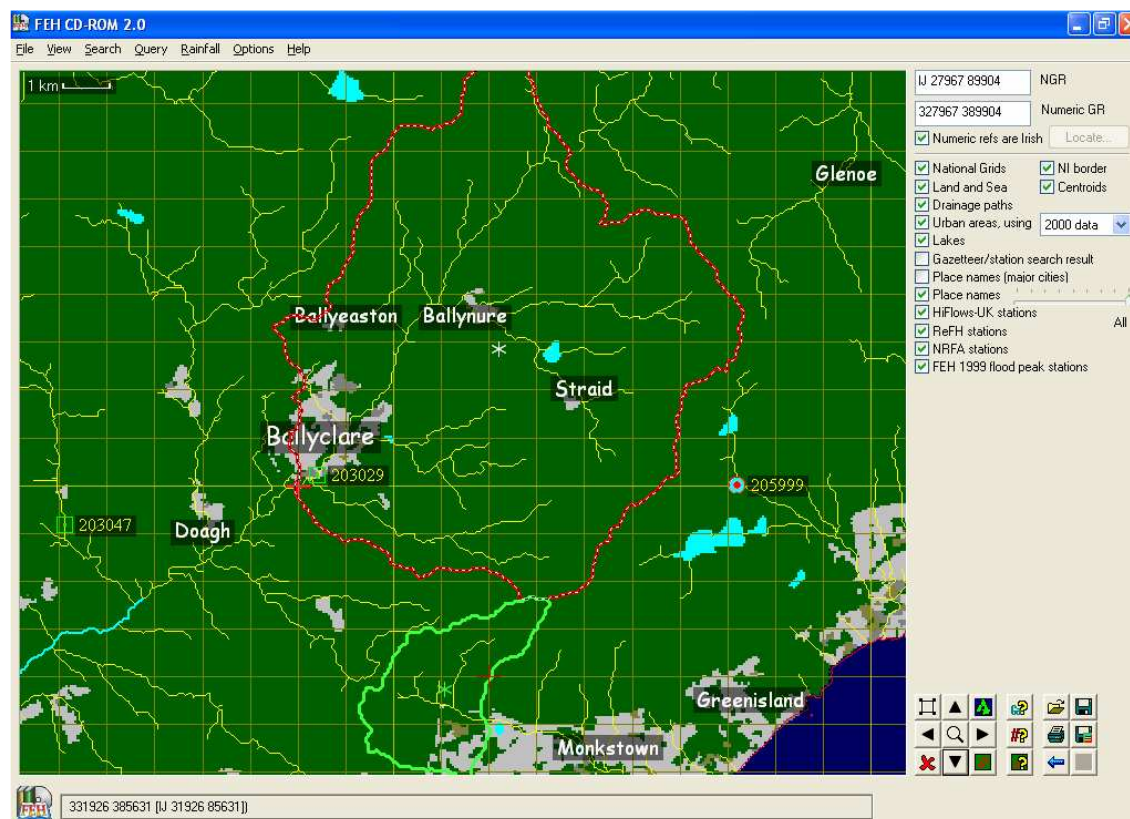 FEH CD-ROM 2.0
File View Search Query Rainfall Options Help
1 km
Glenoe
Ballyeaston
Ballynure
Straid
Ballyclare
203029
205999
203047
Doagh
Greenisland
Monkstown
IJ 27967 89904 NGR
327967 389904 Numeric GR
Numeric refs are Irish Locate...
National Grids NI border
Land and Sea Centroids
Drainage paths
Urban areas, using 2000 data
Lakes
Gazetteer/station search result
Place names (major cities)
Place names
HiFlows-UK stations
All
ReFH stations
NRFA stations
FEH 1999 flood peak stations
G?
#?
?
FEH
331926 385631 [IJ 31926 85631])